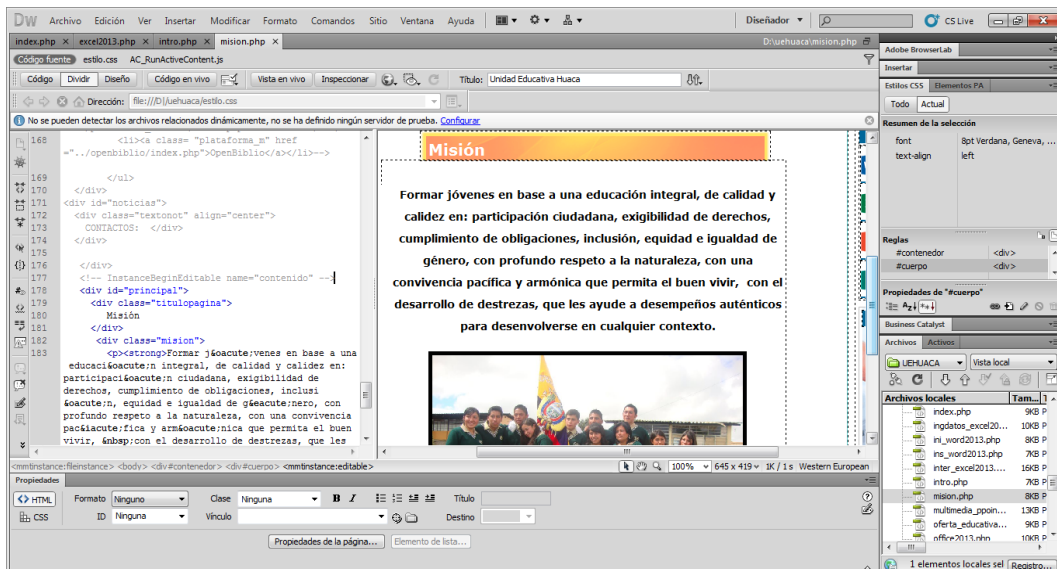 DW Archivo Edición Ver Insertar Modificar Formato Comandos Sitio Ventana Ayuda Diseñador CS Live
index.php × excel2013.php × intro.php × mision.php × D:\uehuaca\mision.php
Código fuente estilo.css AC_RunActiveContent.js
Código Dividir Diseño Código en vivo Vista en vivo Inspeccionar Título: Unidad Educativa Huaca
Dirección: file:///D|/uehuaca/estilo.css
No se pueden detectar los archivos relacionados dinámicamente, no se ha definido ningún servidor de prueba. Configurar
168 <li><a class= "plataforma_m" href
="../openbiblio/index.php">OpenBiblio</a></li>-->
169 </ul>
170 </div>
171 <div id="noticias">
172 <div class="textonot" align="center">
173 CONTACTOS: </div>
174 </div>
175
176 </div>
177 <!-- InstanceBeginEditable name="contenido" -->
178 <div id="principal">
179 <div class="titulopagina">
180 Misión
181 </div>
182 <div class="mision">
183 <p><strong>Formar j&oacute;venes en base a una
educaci&oacute;n integral, de calidad y calidez en:
participaci&oacute;n ciudadana, exigibilidad de
derechos, cumplimiento de obligaciones, inclusi
&oacute;n, equidad e igualdad de g&eacute;nero, con
profundo respeto a la naturaleza, con una convivencia
pac&iacute;fica y arm&oacute;nica que permita el buen
vivir, &nbsp;con el desarrollo de destrezas, que les
Misión
Formar jóvenes en base a una educación integral, de calidad y
calidez en: participación ciudadana, exigibilidad de derechos,
cumplimiento de obligaciones, inclusión, equidad e igualdad de
género, con profundo respeto a la naturaleza, con una
convivencia pacífica y armónica que permita el buen vivir, con el
desarrollo de destrezas, que les ayude a desempeños auténticos
para desenvolverse en cualquier contexto.
<mmtinstance:fileinstance> <body> <div#contenedor> <div#cuerpo> <mmtinstance:editable> 100% 645 x 419 1K / 1 s Western European
Propiedades
<> HTML Formato Ninguno Clase Ninguna B I Título
CSS ID Ninguna Vínculo Destino
Propiedades de la página... Elemento de lista...
Adobe BrowserLab
Insertar
Estilos CSS Elementos PA
Todo Actual
Resumen de la selección
font 8pt Verdana, Geneva, ...
text-align left
Reglas
#contenedor <div>
#cuerpo <div>
Propiedades de "#cuerpo"
Business Catalyst
Archivos Activos
UEHUACA Vista local
Archivos locales Tam... T
index.php 9KB P
ingdatos_excel20... 10KB P
ini_word2013.php 8KB P
ins_word2013.php 7KB P
inter_excel2013.... 16KB P
intro.php 7KB P
mision.php 8KB P
multimedia_ppoin... 13KB P
oferta_educativa... 9KB P
office2013.php 10KB P
1 elementos locales sel Registro...